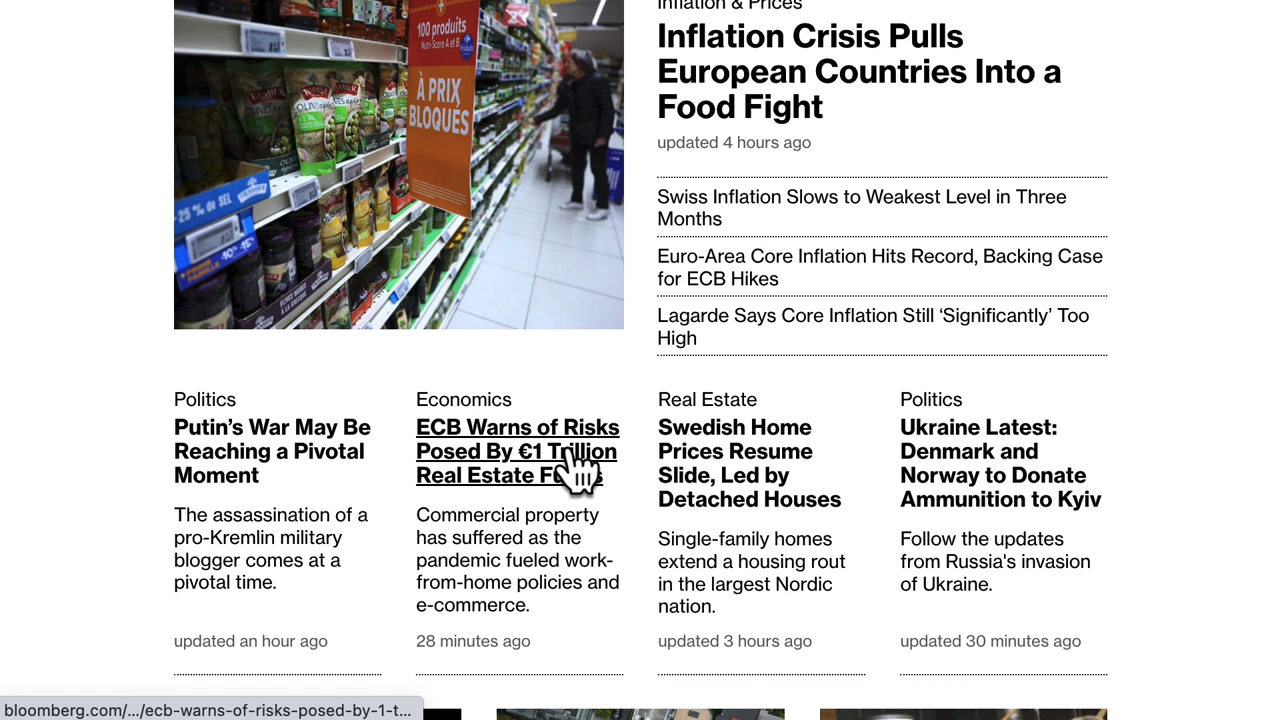 Inflation & Prices
Inflation Crisis Pulls
European Countries Into a
Food Fight
updated 4 hours ago
100 produits
Nutri-Score A et B
À PRIX
BLOQUÉS
-25 % de SEL
Swiss Inflation Slows to Weakest Level in Three
Months
Euro-Area Core Inflation Hits Record, Backing Case
for ECB Hikes
Lagarde Says Core Inflation Still ‘Significantly’ Too
High
Politics
Putin’s War May Be
Reaching a Pivotal
Moment
The assassination of a
pro-Kremlin military
blogger comes at a
pivotal time.
updated an hour ago
Economics
ECB Warns of Risks
Posed By €1 Trillion
Real Estate
Commercial property
has suffered as the
pandemic fueled work-
from-home policies and
e-commerce.
28 minutes ago
Real Estate
Swedish Home
Prices Resume
Slide, Led by
Detached Houses
Single-family homes
extend a housing rout
in the largest Nordic
nation.
updated 3 hours ago
Politics
Ukraine Latest:
Denmark and
Norway to Donate
Ammunition to Kyiv
Follow the updates
from Russia's invasion
of Ukraine.
updated 30 minutes ago
bloomberg.com/.../ecb-warns-of-risks-posed-by-1-t...